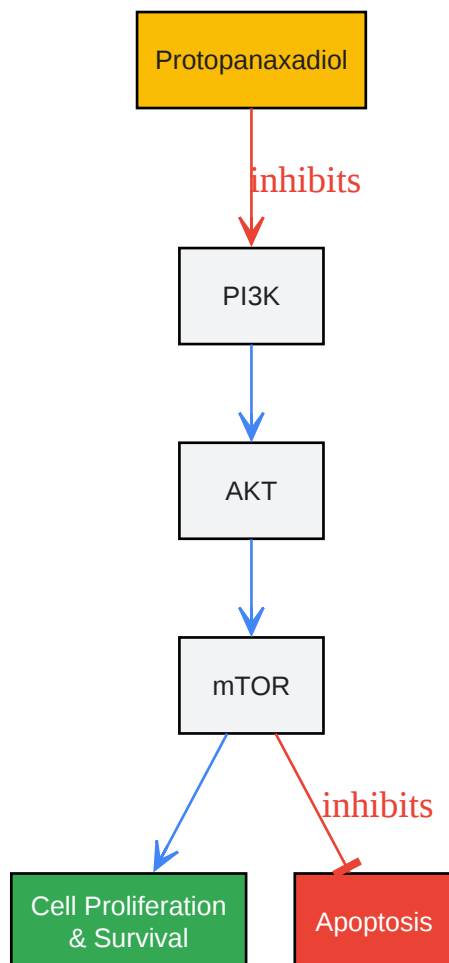 Protopanaxadiol
inhibits
PI3K
AKT
mTOR
inhibits
Cell Proliferation
& Survival
Apoptosis